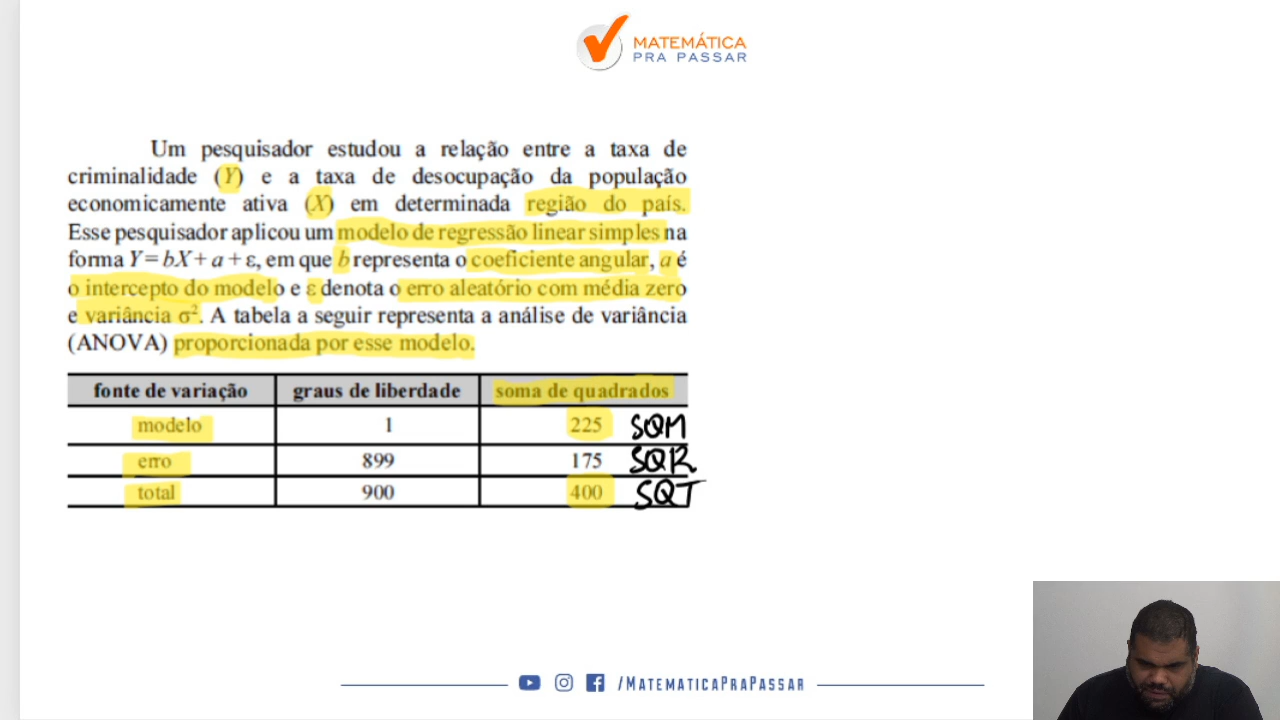 MATEMÁTICA
PRA PASSAR
Um pesquisador estudou a relação entre a taxa de
criminalidade (Y) e a taxa de desocupação da população
economicamente ativa (X) em determinada região do país.
Esse pesquisador aplicou um modelo de regressão linear simples na
forma Y = bX + a + ε, em que b representa o coeficiente angular, a é
o intercepto do modelo e ε denota o erro aleatório com média zero
e variância σ². A tabela a seguir representa a análise de variância
(ANOVA) proporcionada por esse modelo.
fonte de variação graus de liberdade soma de quadrados
modelo 1 225 SQM
erro 899 175 SQR
total 900 400 SQT
/MATEMATICAPRAPASSAR